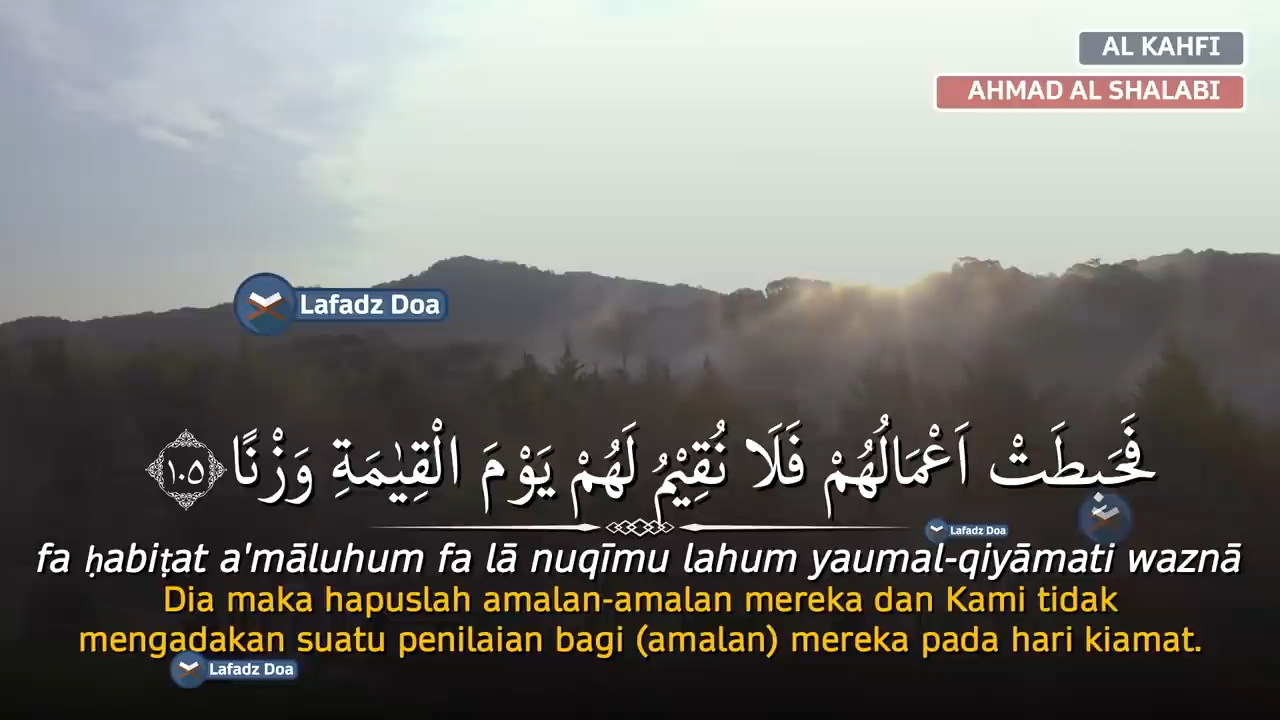 AL KAHFI
AHMAD AL SHALABI
Lafadz Doa
فَحَبِطَتْ اَعْمَالُهُمْ فَلَا نُقِيْمُ لَهُمْ يَوْمَ الْقِيٰمَةِ وَزْنًا ١٠٥
Lafadz Doa
fa ḥabiṭat a'māluhum fa lā nuqīmu lahum yaumal-qiyāmati waznā
Dia maka hapuslah amalan-amalan mereka dan Kami tidak
mengadakan suatu penilaian bagi (amalan) mereka pada hari kiamat.
Lafadz Doa